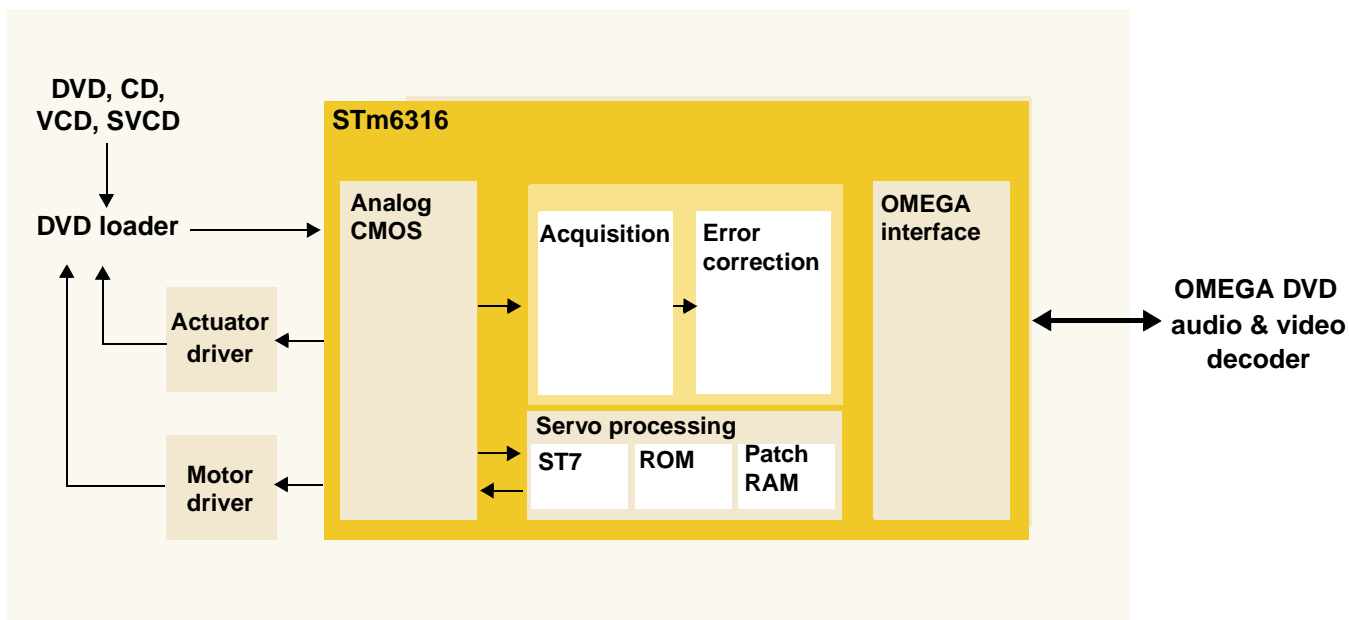 DVD, CD,
VCD, SVCD
DVD loader
Actuator
driver
Motor
driver
STm6316
Analog
CMOS
Acquisition
Error
correction
Servo processing
ST7
ROM
Patch
RAM
OMEGA
interface
OMEGA DVD
audio & video
decoder